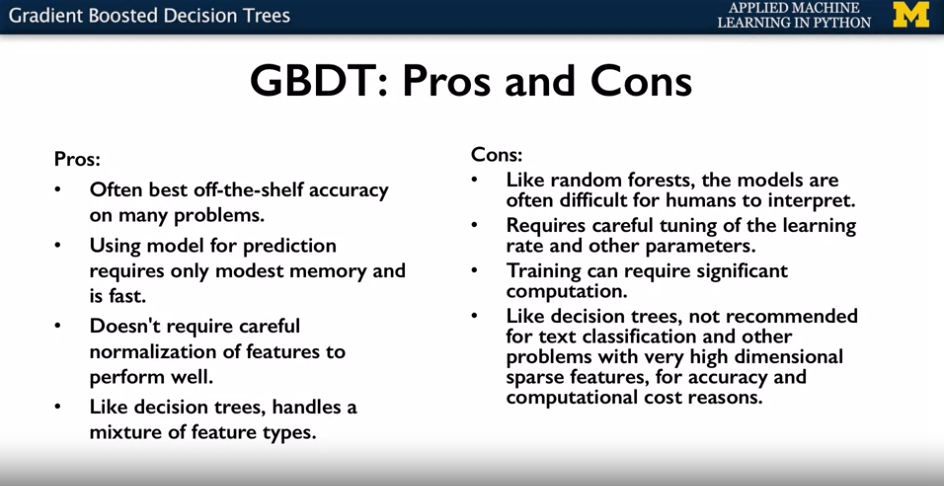 Gradient Boosted Decision Trees
APPLIED MACHINE
LEARNING IN PYTHON
M
GBDT: Pros and Cons
Pros:
• Often best off-the-shelf accuracy
on many problems.
• Using model for prediction
requires only modest memory and
is fast.
• Doesn't require careful
normalization of features to
perform well.
• Like decision trees, handles a
mixture of feature types.
Cons:
• Like random forests, the models are
often difficult for humans to interpret.
• Requires careful tuning of the learning
rate and other parameters.
• Training can require significant
computation.
• Like decision trees, not recommended
for text classification and other
problems with very high dimensional
sparse features, for accuracy and
computational cost reasons.